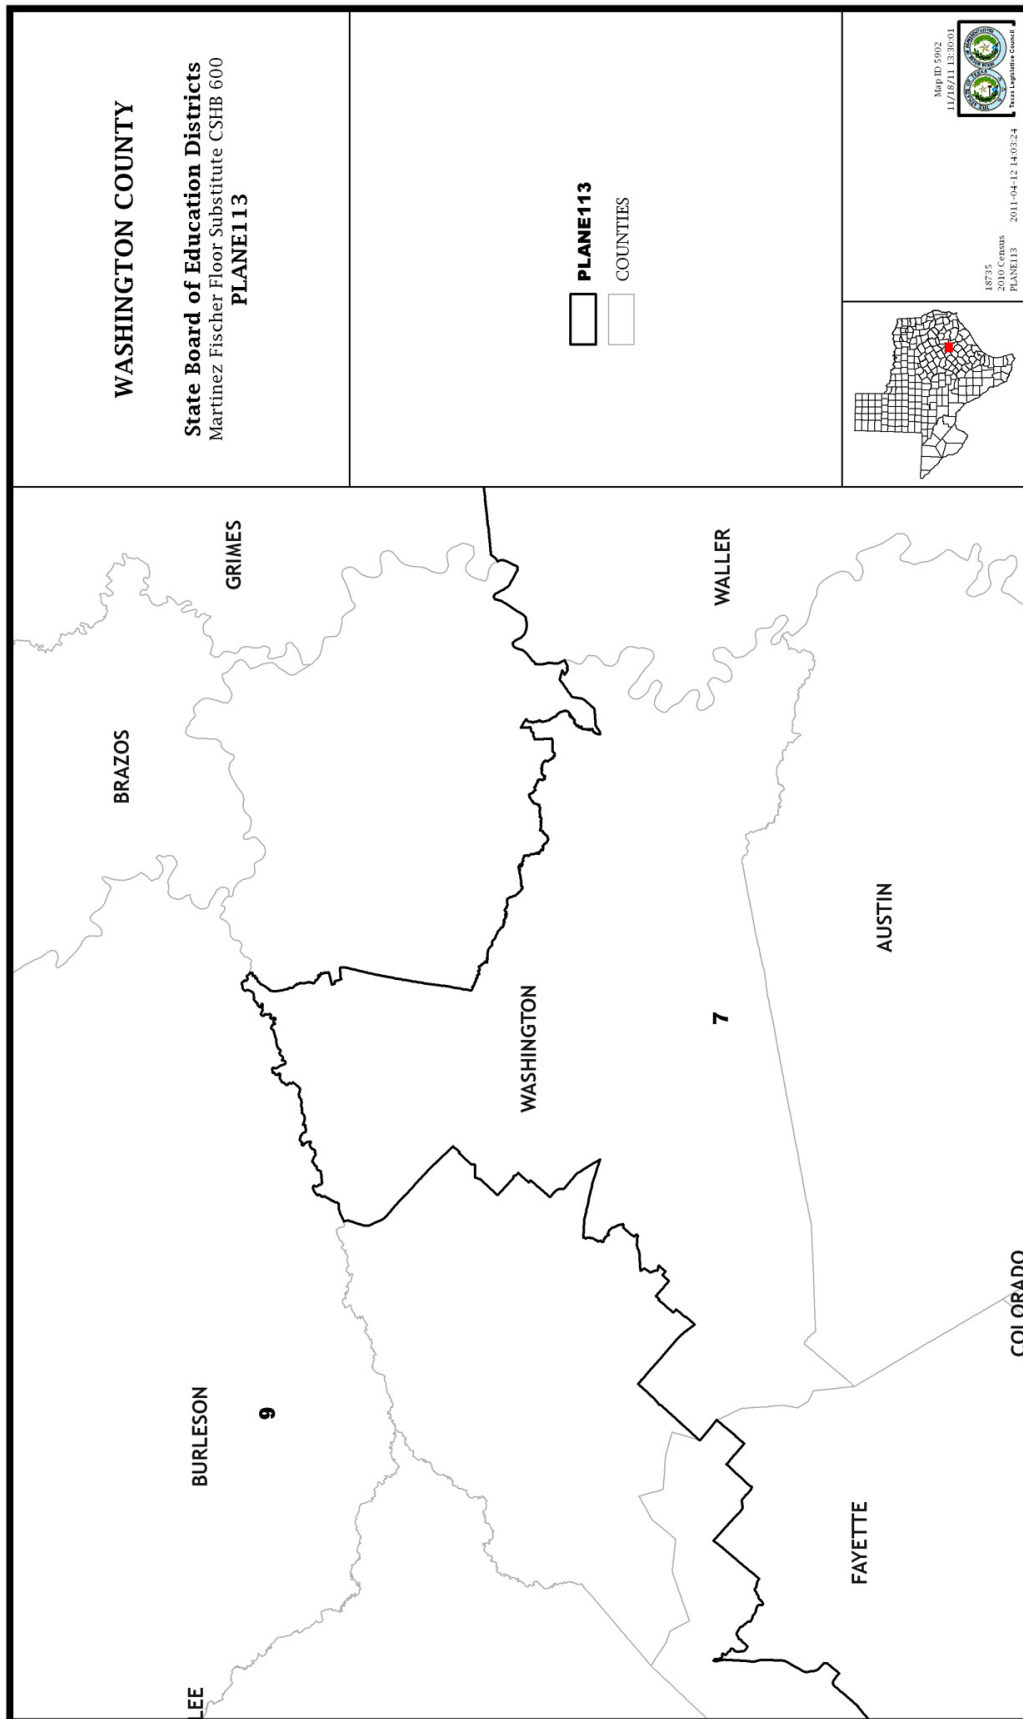 WASHINGTON COUNTY
State Board of Education Districts
Martinez Fischer Floor Substitute CSHB 600
PLANE113
PLANE113
COUNTIES
Map ID 5902
11/18/11 13:30:01
Texas Legislative Council
18735
2010 Census
PLANE113 2011-04-12 14:03:24
LEE
BURLESON
9
BRAZOS
GRIMES
WASHINGTON
7
WALLER
FAYETTE
AUSTIN
COLORADO